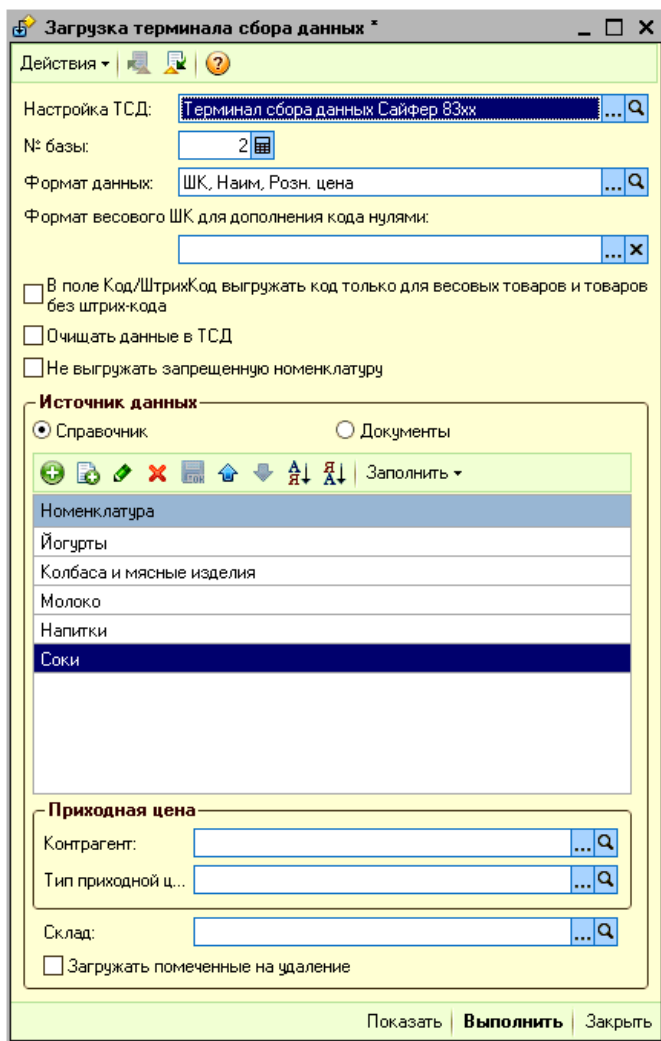 Загрузка терминала сбора данных *
Действия
Настройка ТСД: Терминал сбора данных Сайфер 83xx ...
№ базы: 2
Формат данных: ШК, Наим, Розн. цена ...
Формат весового ШК для дополнения кода нулями:
...
В поле Код/ШтрихКод выгружать код только для весовых товаров и товаров
без штрих-кода
Очищать данные в ТСД
Не выгружать запрещенную номенклатуру
Источник данных
Справочник Документы
Заполнить
Номенклатура
Йогурты
Колбаса и мясные изделия
Молоко
Напитки
Соки
Приходная цена
Контрагент: ...
Тип приходной ц... ...
Склад: ...
Загружать помеченные на удаление
Показать Выполнить Закрыть